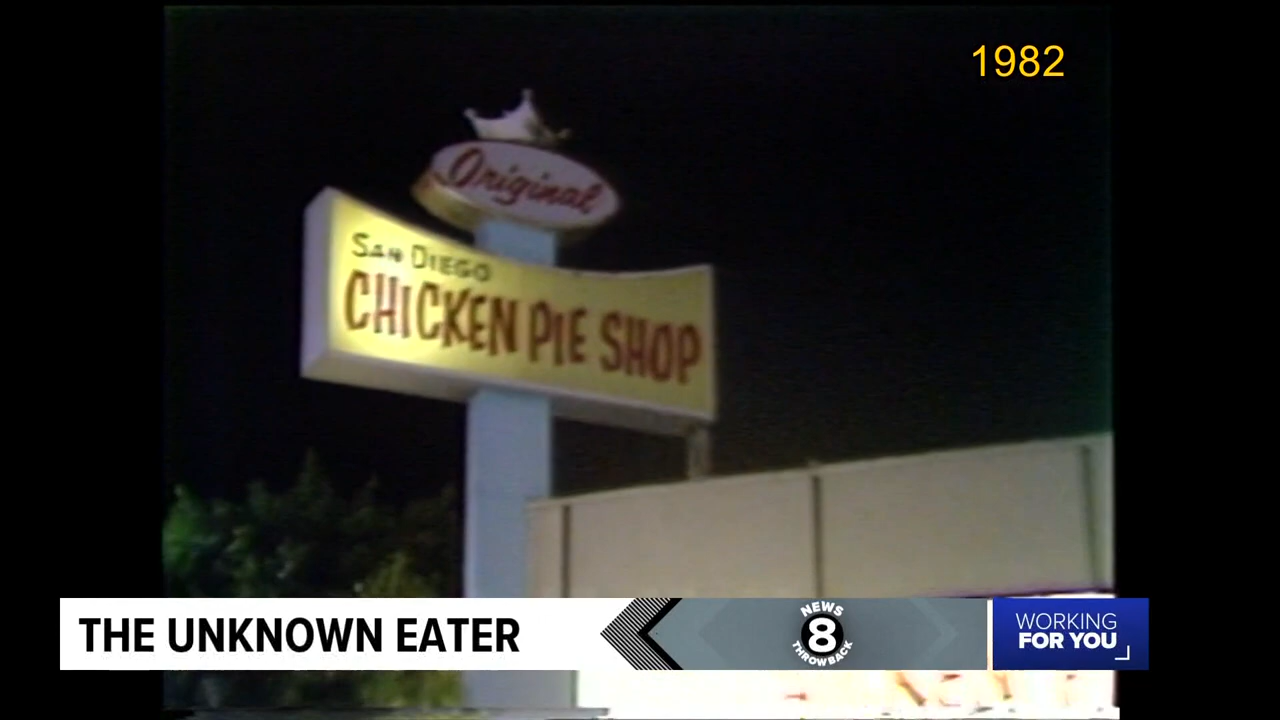 1982
Original
SAN DIEGO
CHICKEN PIE SHOP
THE UNKNOWN EATER
NEWS
8
THROWBACK
WORKING
FOR YOU